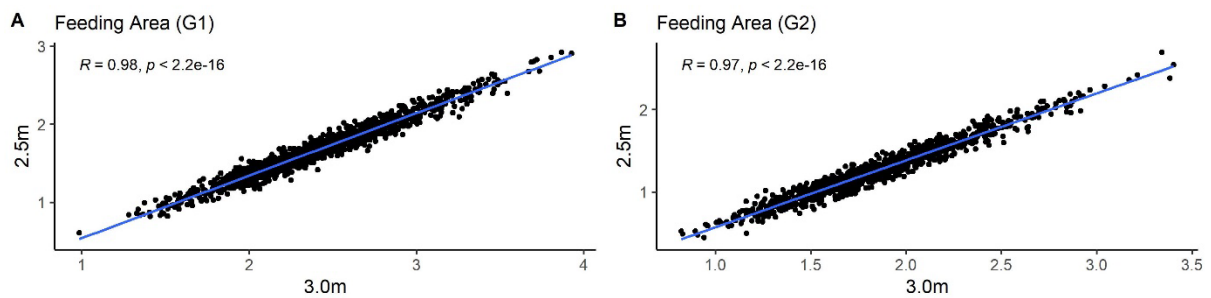 A Feeding Area (G1)
R = 0.98, p < 2.2e-16
3
2
1
2.5m
1 2 3 4
3.0m
B Feeding Area (G2)
R = 0.97, p < 2.2e-16
2
1
2.5m
1.0 1.5 2.0 2.5 3.0 3.5
3.0m